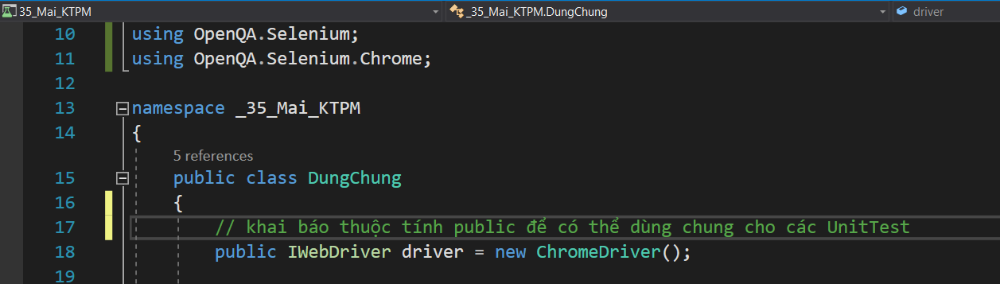 35_Mai_KTPM _35_Mai_KTPM.DungChung driver
10 using OpenQA.Selenium;
11 using OpenQA.Selenium.Chrome;
12
13 namespace _35_Mai_KTPM
14 {
5 references
15 public class DungChung
16 {
17 // khai báo thuộc tính public để có thể dùng chung cho các UnitTest
18 public IWebDriver driver = new ChromeDriver();
19